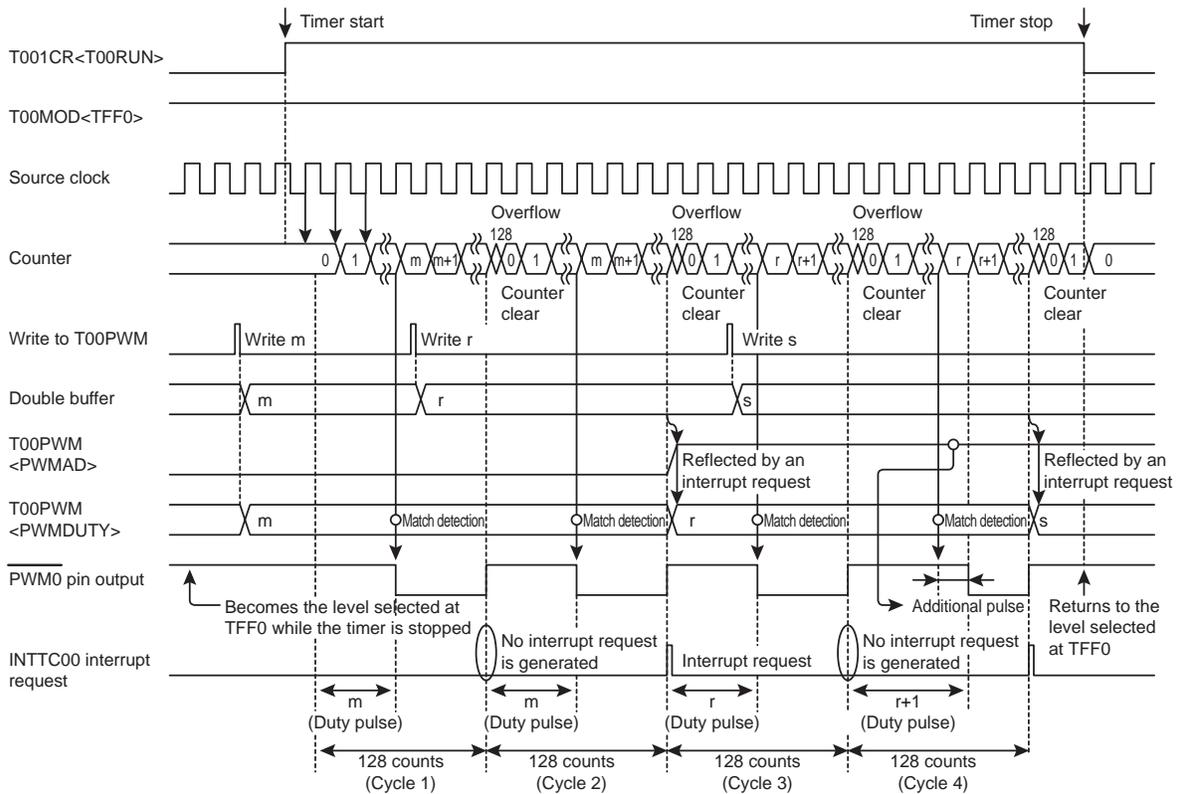 Timer start
Timer stop
T001CR<T00RUN>
T00MOD<TFF0>
Source clock
Overflow
Overflow
Overflow
128
128
128
128
Counter
0 1 m m+1 0 1 m m+1 0 1 r r+1 0 1 r r+1 0 1 0
Counter
clear
Counter
clear
Counter
clear
Counter
clear
Write to T00PWM
Write m
Write r
Write s
Double buffer
m
r
s
T00PWM
<PWMAD>
Reflected by an
interrupt request
Reflected by an
interrupt request
T00PWM
<PWMDUTY>
m
Match detection
Match detection
r
Match detection
Match detection
s
PWM0 pin output
Becomes the level selected at
TFF0 while the timer is stopped
Additional pulse
Returns to the
level selected
at TFF0
INTTC00 interrupt
request
No interrupt request
is generated
Interrupt request
No interrupt request
is generated
m
(Duty pulse)
m
(Duty pulse)
r
(Duty pulse)
r+1
(Duty pulse)
128 counts
(Cycle 1)
128 counts
(Cycle 2)
128 counts
(Cycle 3)
128 counts
(Cycle 4)